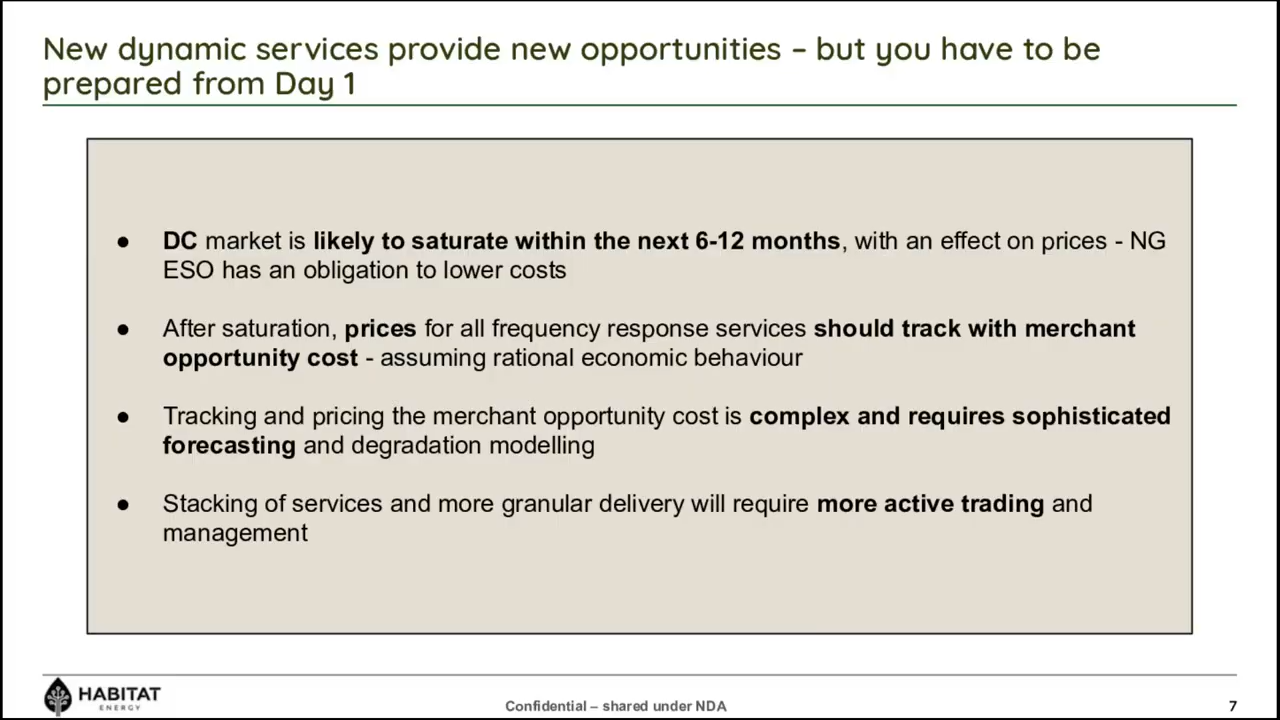 New dynamic services provide new opportunities – but you have to be
prepared from Day 1
● DC market is likely to saturate within the next 6-12 months, with an effect on prices - NG
ESO has an obligation to lower costs
● After saturation, prices for all frequency response services should track with merchant
opportunity cost - assuming rational economic behaviour
● Tracking and pricing the merchant opportunity cost is complex and requires sophisticated
forecasting and degradation modelling
● Stacking of services and more granular delivery will require more active trading and
management
HABITAT
ENERGY
Confidential – shared under NDA
7